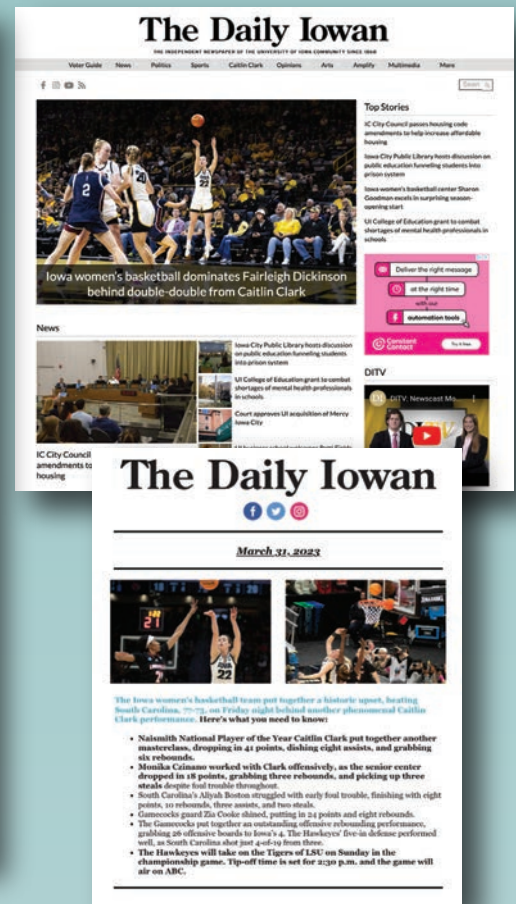 The Daily Iowan
THE INDEPENDENT NEWSPAPER OF THE UNIVERSITY OF IOWA COMMUNITY SINCE 1868
Voter Guide News Politics Sports Caitlin Clark Opinions Arts Amplify Multimedia More
Search
Iowa women's basketball dominates Fairleigh Dickinson
behind double-double from Caitlin Clark
Top Stories
IC City Council passes housing code
amendments to help increase affordable
housing
Iowa City Public Library hosts discussion on
public education funneling students into
prison system
Iowa women's basketball center Sharon
Goodman excels in surprising season-
opening start
UI College of Education grant to combat
shortages of mental health professionals in
schools
Deliver the right message
at the right time
with our
automation tools
Constant
Contact
Try it free.
News
Iowa City Public Library hosts discussion
on public education funneling students
into prison system
UI College of Education grant to combat
shortages of mental health professionals
in schools
Court approves UI acquisition of Mercy
Iowa City
IC City Council
amendments to
housing
DITV
DITV: Newscast Mo...
The Daily Iowan
March 31, 2023
21
22
The Iowa women's basketball team put together a historic upset, beating
South Carolina, 77-73, on Friday night behind another phenomenal Caitlin
Clark performance. Here's what you need to know:
• Naismith National Player of the Year Caitlin Clark put together another
masterclass, dropping in 41 points, dishing eight assists, and grabbing
six rebounds.
• Monika Czinano worked with Clark offensively, as the senior center
dropped in 18 points, grabbing three rebounds, and picking up three
steals despite foul trouble throughout.
• South Carolina's Aliyah Boston struggled with early foul trouble, finishing with eight
points, 10 rebounds, three assists, and two steals.
• Gamecocks guard Zia Cooke shined, putting in 24 points and eight rebounds.
• The Gamecocks put together an outstanding offensive rebounding performance,
grabbing 26 offensive boards to Iowa's 4. The Hawkeyes' five-in defense performed
well, as South Carolina shot just 4-of-19 from three.
• The Hawkeyes will take on the Tigers of LSU on Sunday in the
championship game. Tip-off time is set for 2:30 p.m. and the game will
air on ABC.